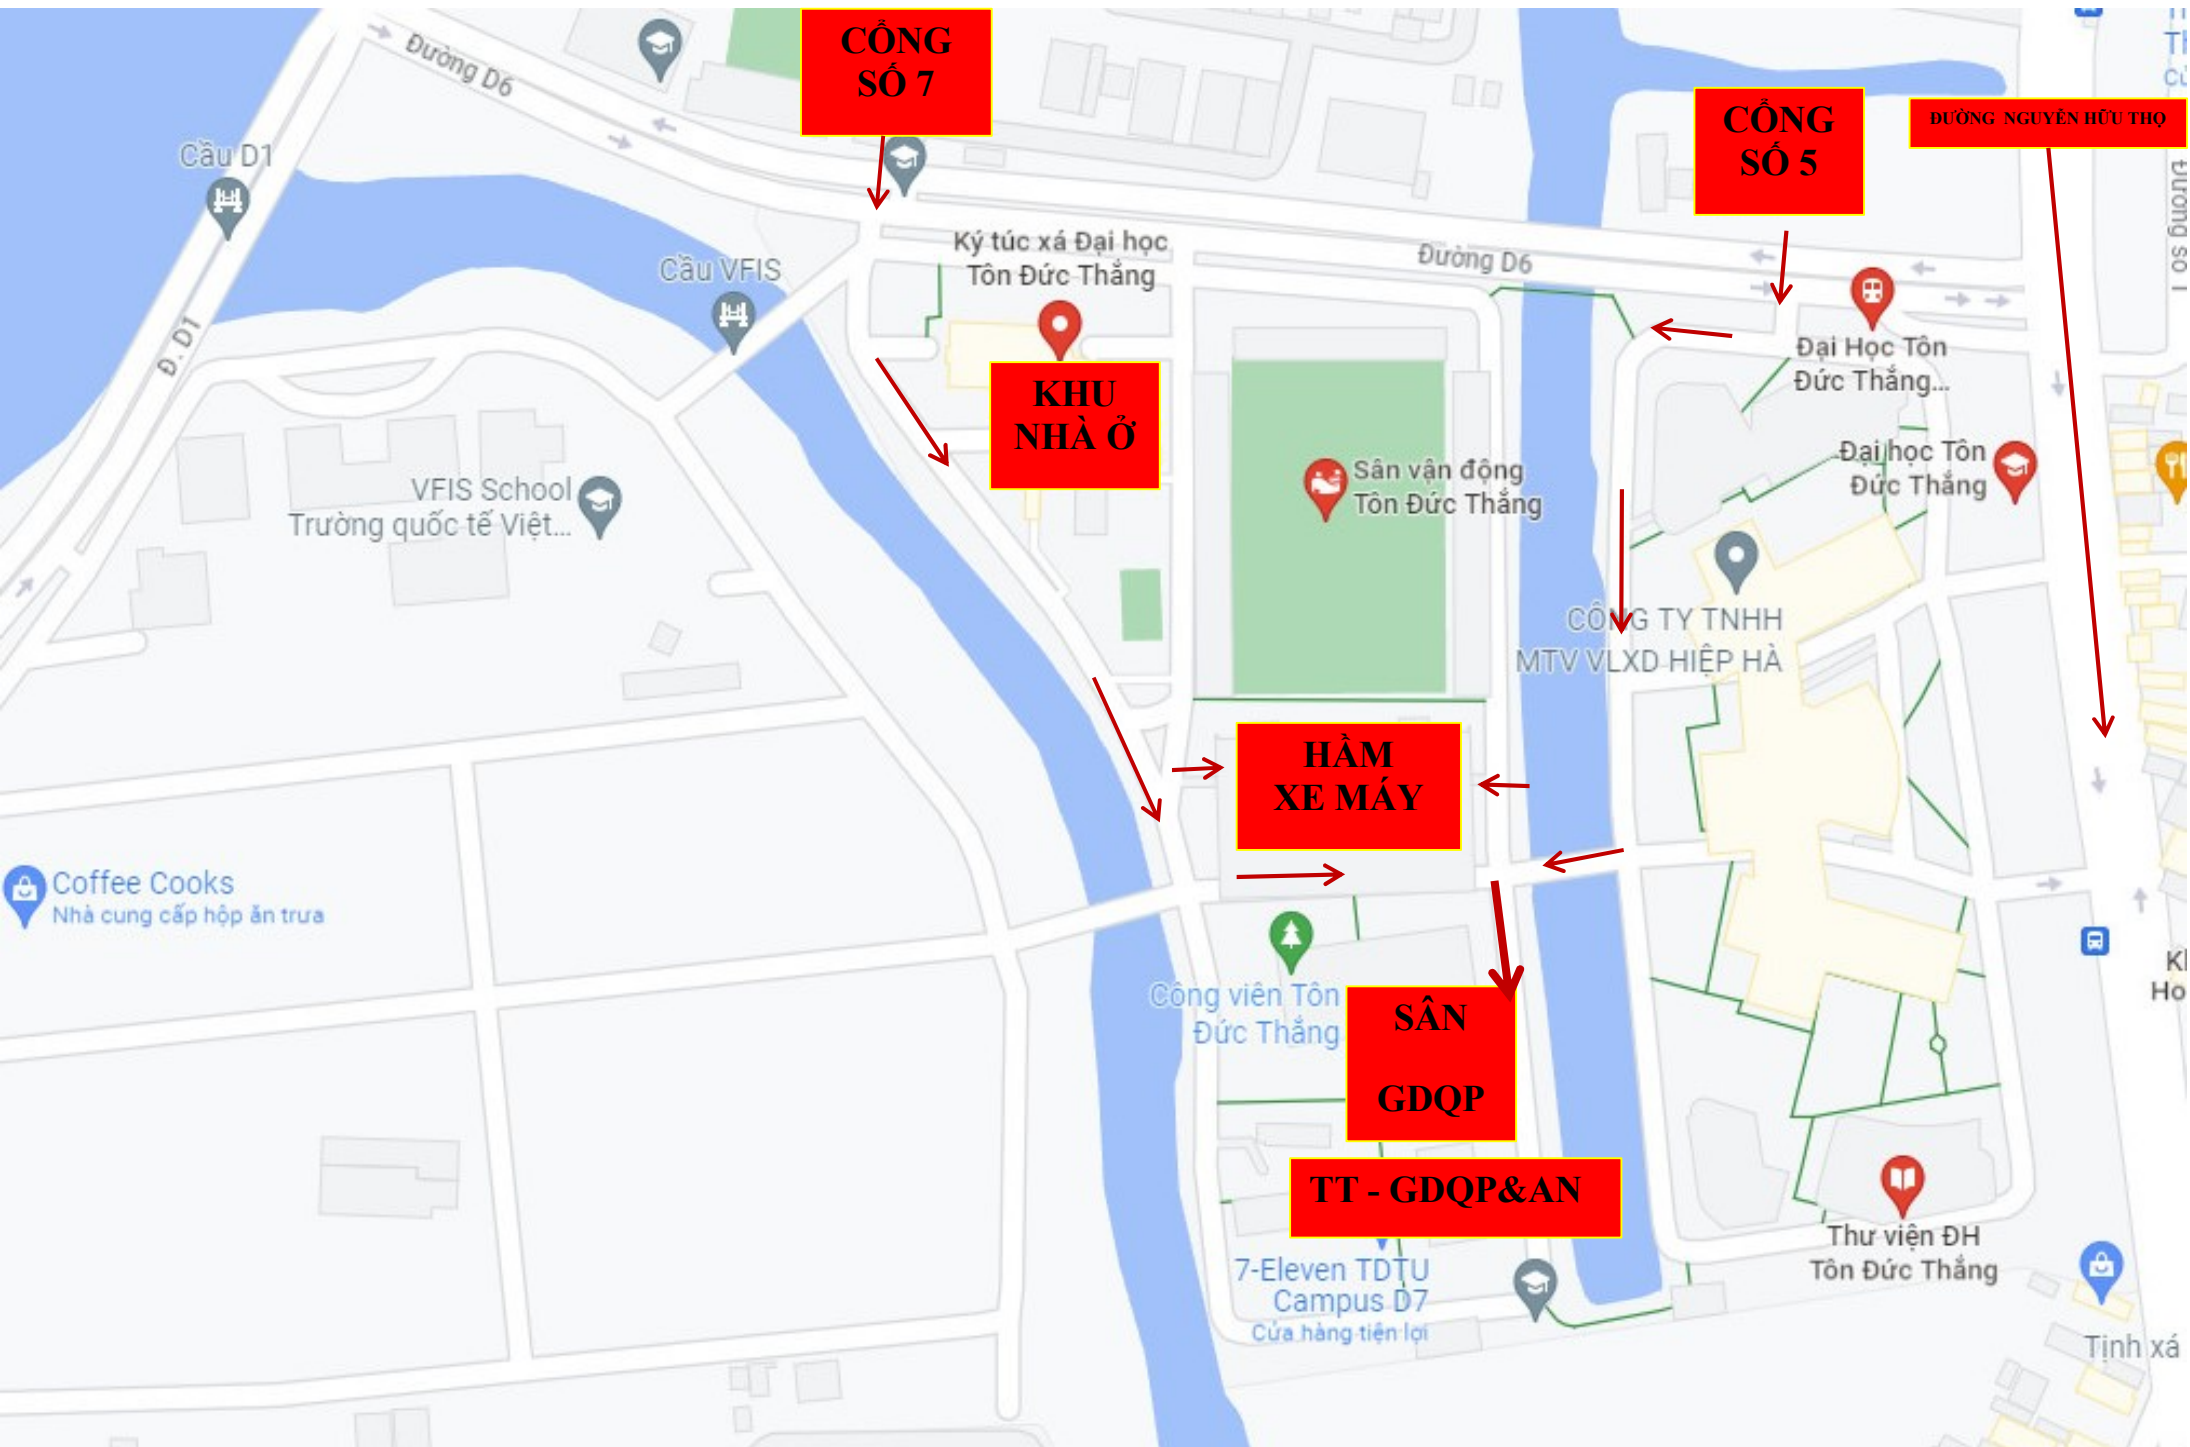 CỔNG
SỐ 7
Đường D6
CỔNG
SỐ 5
ĐƯỜNG NGUYỄN HỮU THỌ
Cầu D1
Đường số 1
Ký túc xá Đại học
Tôn Đức Thắng
Cầu VFIS
Đường D6
Đ. D1
Đại Học Tôn
Đức Thắng...
KHU
NHÀ Ở
Sân vận động
Tôn Đức Thắng
Đại học Tôn
Đức Thắng
VFIS School
Trường quốc tế Việt...
CÔNG TY TNHH
MTV VLXD HIỆP HÀ
HẦM
XE MÁY
Coffee Cooks
Nhà cung cấp hộp ăn trưa
Công viên Tôn
Đức Thắng
SÂN
GDQP
TT - GDQP&AN
Thư viện ĐH
Tôn Đức Thắng
7-Eleven TDTU
Campus D7
Cửa hàng tiện lợi
Tịnh xá